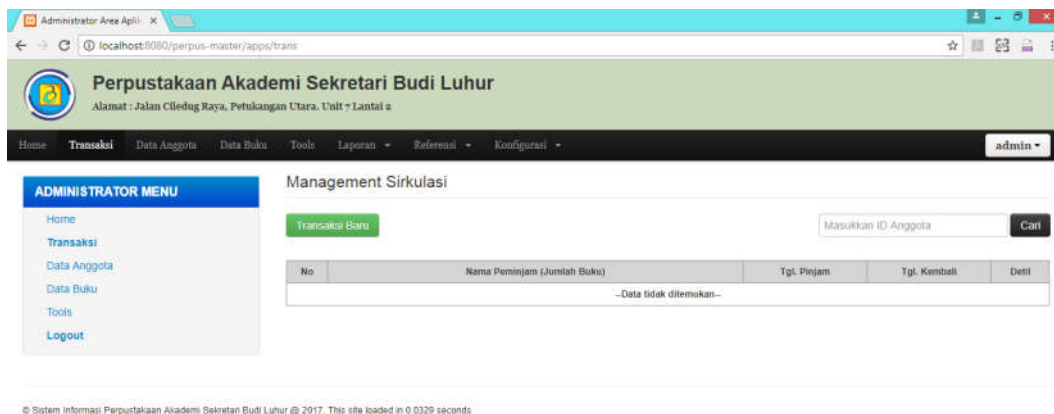 Administrator Area Apli
localhost:8080/perpus-master/apps/trans
Perpustakaan Akademi Sekretari Budi Luhur
Alamat : Jalan Ciledug Raya, Petukangan Utara. Unit 7 Lantai 2
Home Transaksi Data Anggota Data Buku Tools Laporan Referensi Konfigurasi admin
ADMINISTRATOR MENU
Home
Transaksi
Data Anggota
Data Buku
Tools
Logout
Management Sirkulasi
Transaksi Baru Masukkan ID Anggota Cari
No Nama Peminjam (Jumlah Buku) Tgl. Pinjam Tgl. Kembali Detil
--Data tidak ditemukan--
© Sistem Informasi Perpustakaan Akademi Sekretari Budi Luhur @ 2017. This site loaded in 0.0329 seconds